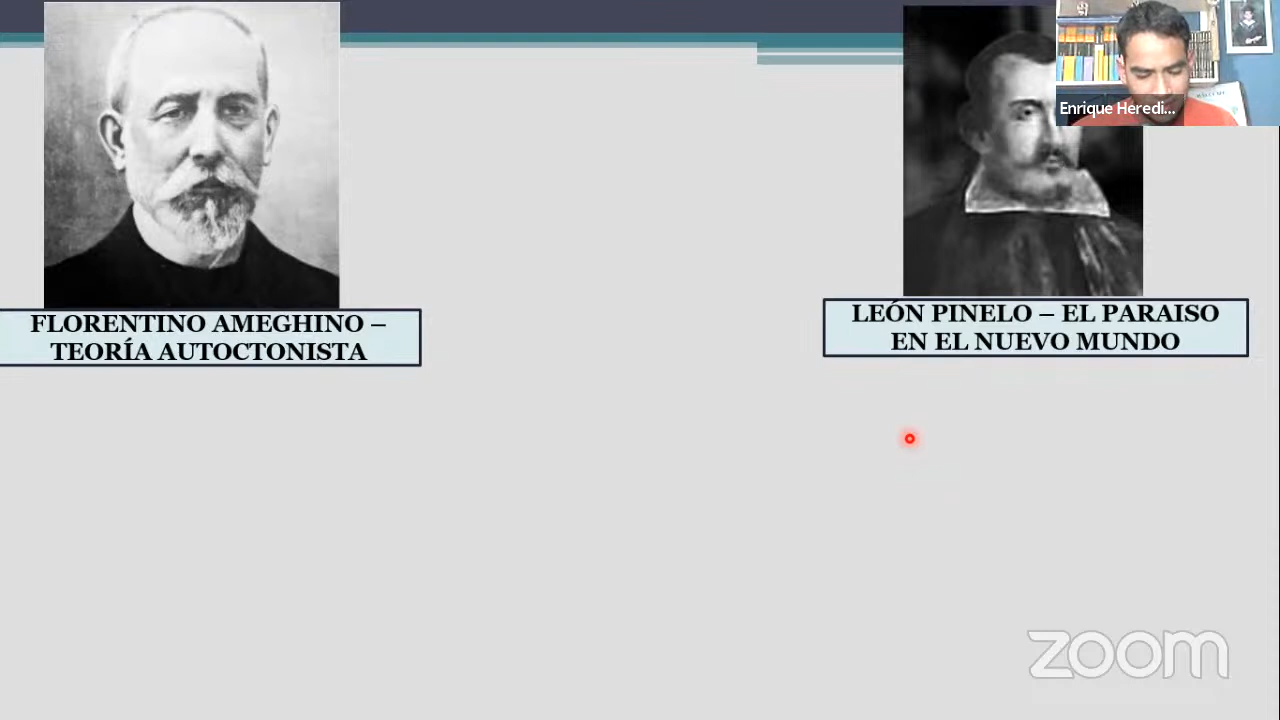 Enrique Heredi...
FLORENTINO AMEGHINO –
TEORÍA AUTOCTONISTA
LEÓN PINELO – EL PARAISO
EN EL NUEVO MUNDO
zoom